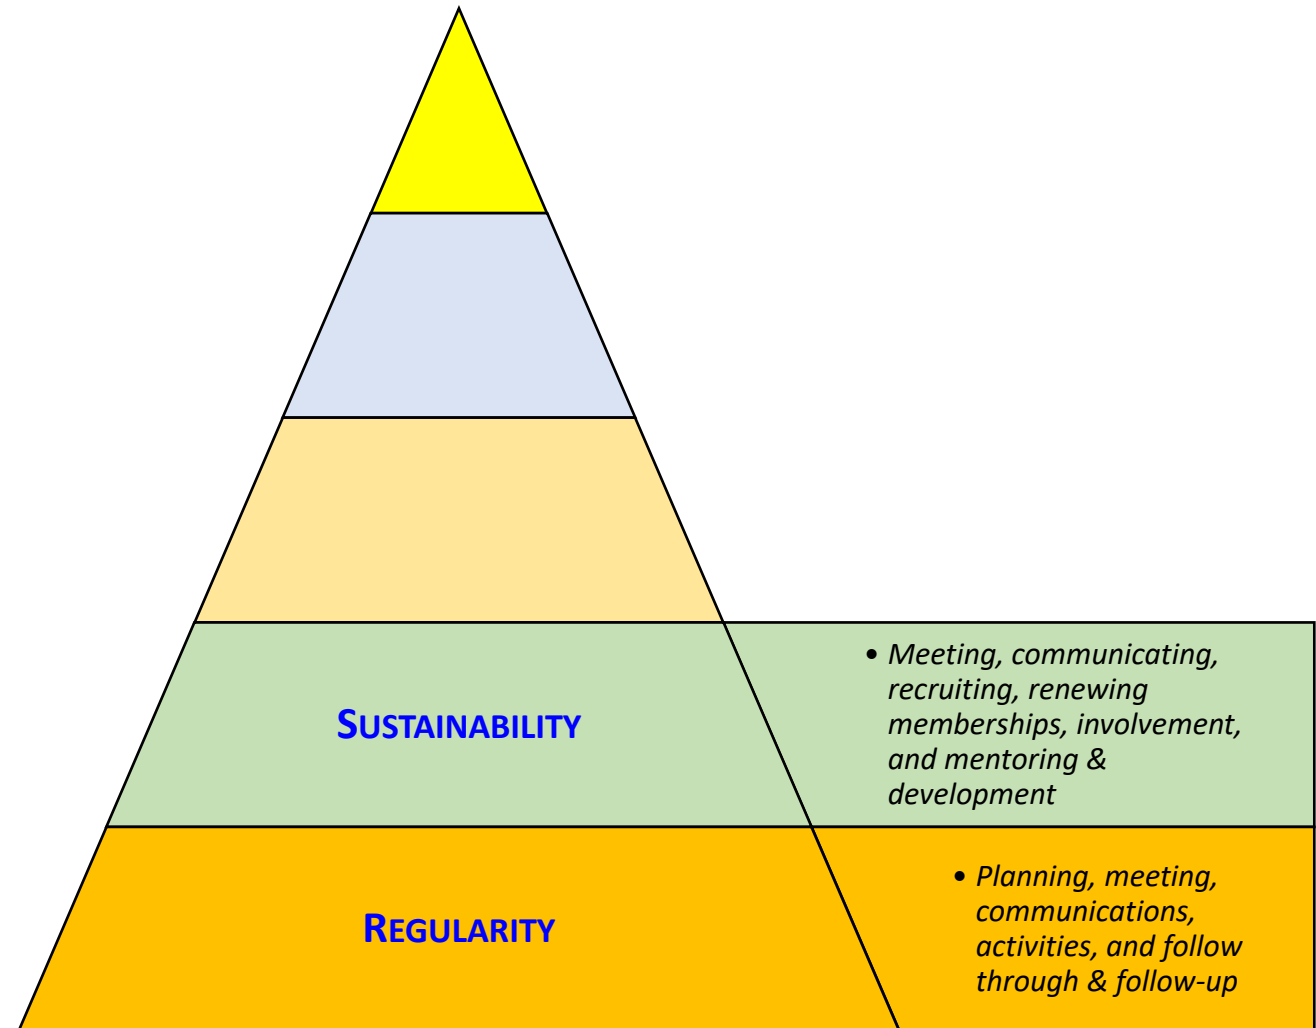 SUSTAINABILITY
• Meeting, communicating,
recruiting, renewing
memberships, involvement,
and mentoring &
development
REGULARITY
• Planning, meeting,
communications,
activities, and follow
through & follow-up